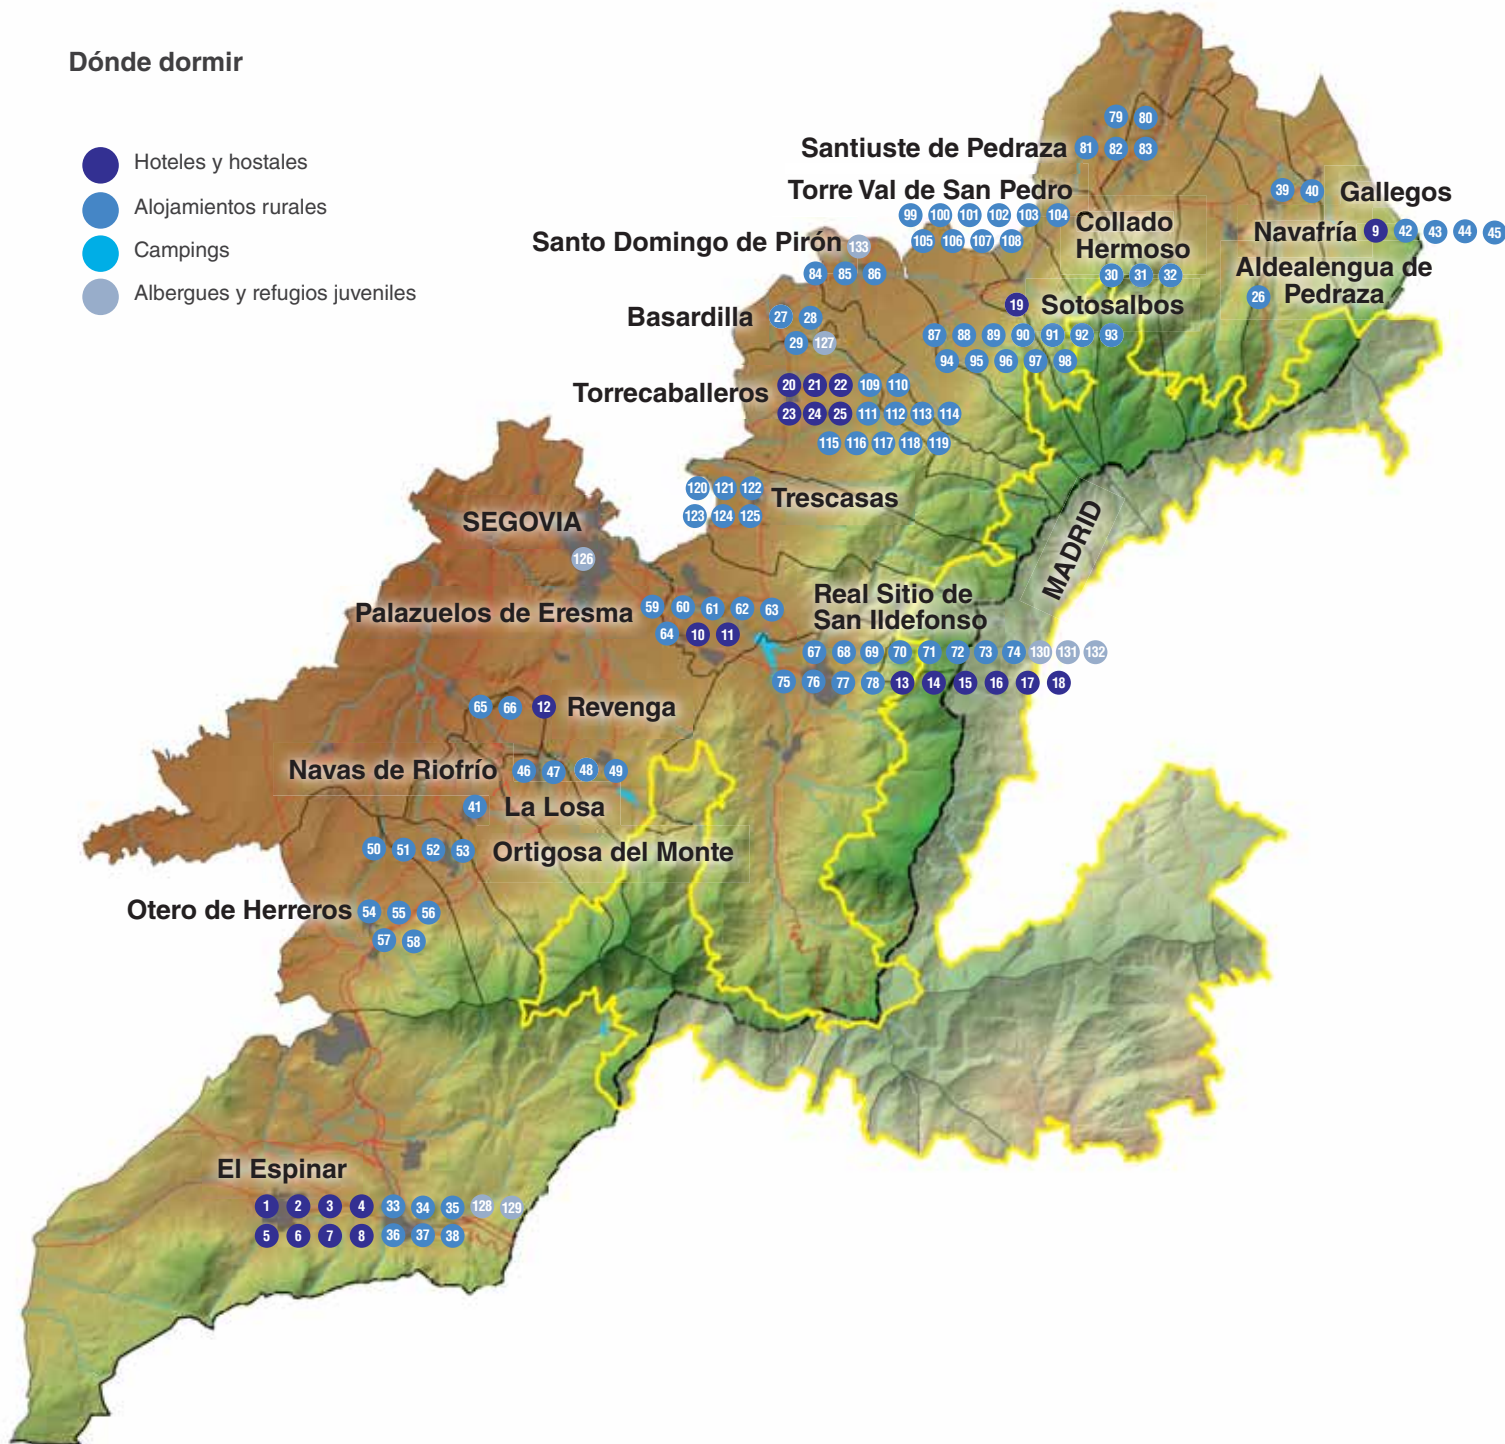 Dónde dormir
Hoteles y hostales
Alojamientos rurales
Campings
Albergues y refugios juveniles
79 80
Santiuste de Pedraza 81 82 83
39 40 Gallegos
Torre Val de San Pedro
99 100 101 102 103 104
105 106 107 108
Collado
Hermoso
30 31 32
Navafría 9 42 43 44 45
Santo Domingo de Pirón 133
84 85 86
Aldealengua de
26 Pedraza
19 Sotosalbos
87 88 89 90 91 92 93
94 95 96 97 98
Basardilla 27 28
29 127
Torrecaballeros 20 21 22 109 110
23 24 25 111 112 113 114
115 116 117 118 119
120 121 122 Trescasas
123 124 125
SEGOVIA
126
MADRID
Palazuelos de Eresma 59 60 61 62 63
64 10 11
Real Sitio de
San Ildefonso
67 68 69 70 71 72 73 74 130 131 132
75 76 77 78 13 14 15 16 17 18
65 66 12 Revenga
Navas de Riofrío 46 47 48 49
41 La Losa
50 51 52 53 Ortigosa del Monte
Otero de Herreros 54 55 56
57 58
El Espinar
1 2 3 4 33 34 35 128 129
5 6 7 8 36 37 38